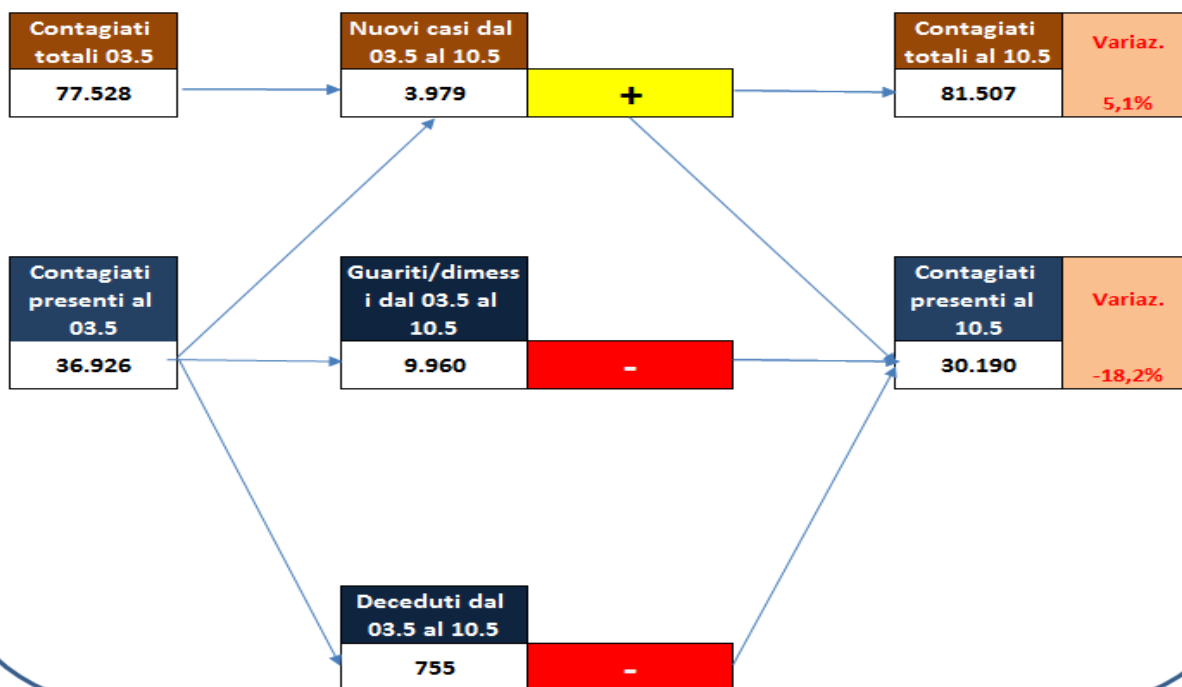 Contagiati
totali 03.5
77.528
Nuovi casi dal
03.5 al 10.5
3.979
+
Contagiati
totali al 10.5
81.507
Variaz.
5,1%
Contagiati
presenti al
03.5
36.926
Guariti/dimess
i dal 03.5 al
10.5
9.960
-
Contagiati
presenti al
10.5
30.190
Variaz.
-18,2%
Deceduti dal
03.5 al 10.5
755
-